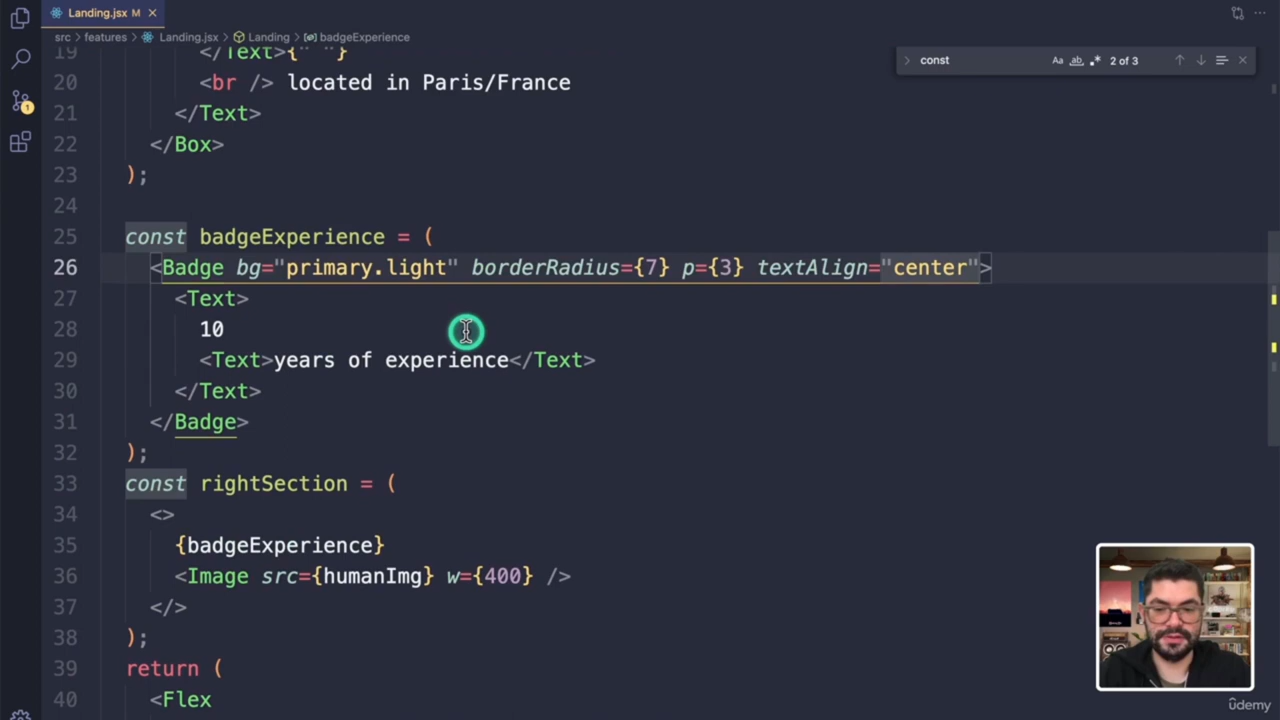 Landing.jsx M
src › features › Landing.jsx › Landing › badgeExperience
const
Aa ab .* 2 of 3
19 </Text>{" "}
20 <br /> located in Paris/France
21 </Text>
22 </Box>
23 );
24
25 const badgeExperience = (
26 <Badge bg="primary.light" borderRadius={7} p={3} textAlign="center">
27 <Text>
28 10
29 <Text>years of experience</Text>
30 </Text>
31 </Badge>
32 );
33 const rightSection = (
34 <>
35 {badgeExperience}
36 <Image src={humanImg} w={400} />
37 </>
38 );
39 return (
40 <Flex
1
udemy